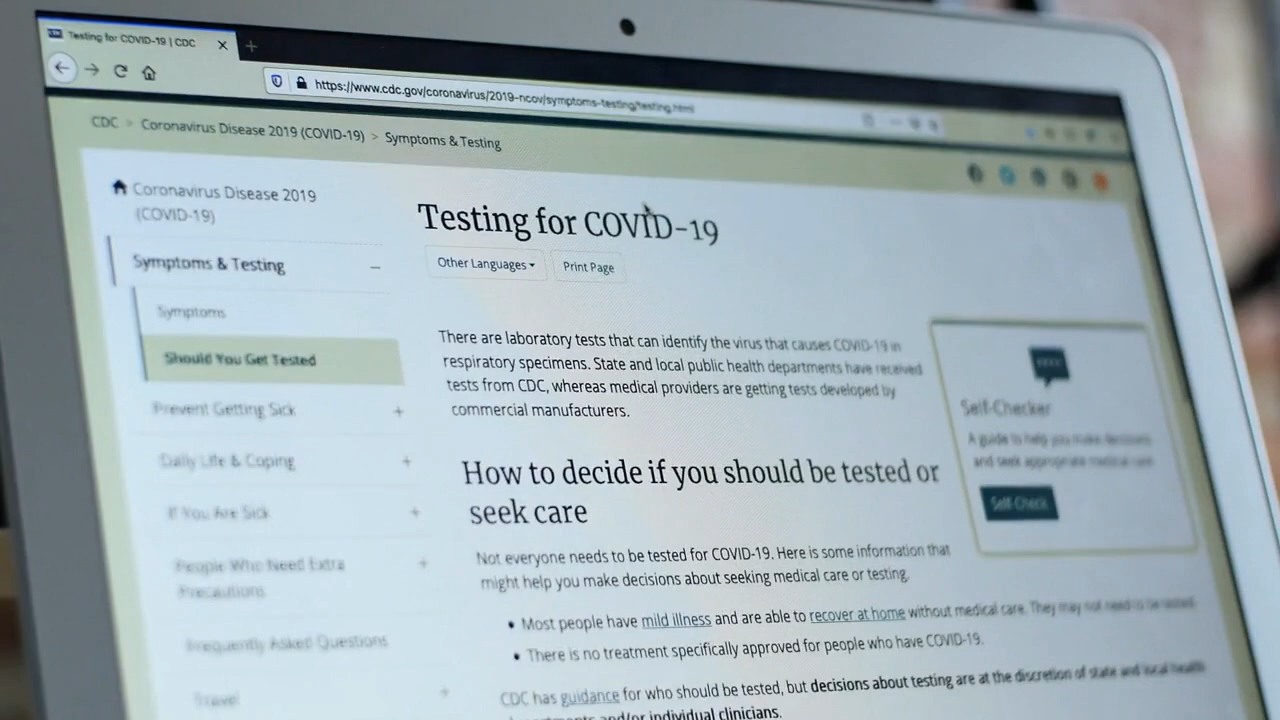 Testing for COVID-19 | CDC
https://www.cdc.gov/coronavirus/2019-ncov/symptoms-testing/testing.html
CDC > Coronavirus Disease 2019 (COVID-19) > Symptoms & Testing
Coronavirus Disease 2019
(COVID-19)
Symptoms & Testing
Symptoms
Should You Get Tested
Prevent Getting Sick
Daily Life & Coping
If You Are Sick
People Who Need Extra
Precautions
Frequently Asked Questions
Travel
Testing for COVID-19
Other Languages
Print Page
There are laboratory tests that can identify the virus that causes COVID-19 in
respiratory specimens. State and local public health departments have received
tests from CDC, whereas medical providers are getting tests developed by
commercial manufacturers.
How to decide if you should be tested or
seek care
Not everyone needs to be tested for COVID-19. Here is some information that
might help you make decisions about seeking medical care or testing.
• Most people have mild illness and are able to recover at home without medical care. They may not need to be tested.
• There is no treatment specifically approved for people who have COVID-19.
CDC has guidance for who should be tested, but decisions about testing are at the discretion of state and local health
departments and/or individual clinicians.
Self-Checker
A guide to help you make decisions
and seek appropriate medical care
Self-Check